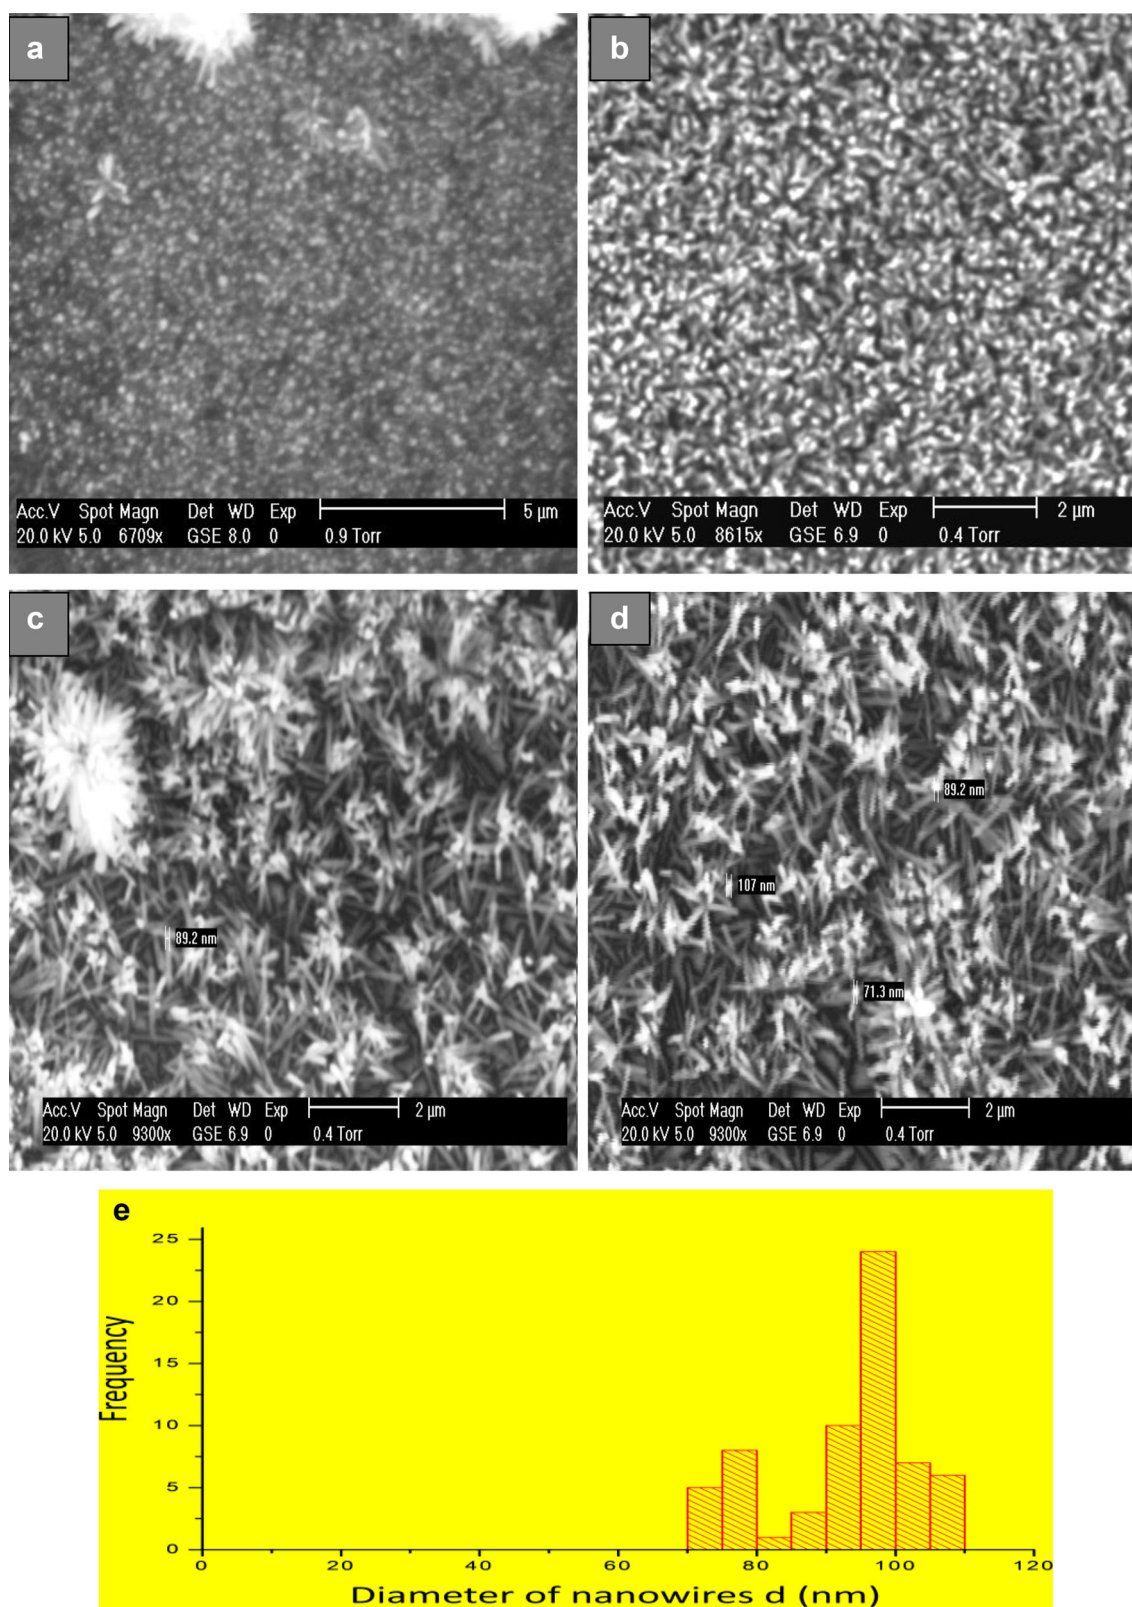 a
Acc.V Spot Magn Det WD Exp 5 µm
20.0 kV 5.0 6709x GSE 8.0 0 0.9 Torr
b
Acc.V Spot Magn Det WD Exp 2 µm
20.0 kV 5.0 8615x GSE 6.9 0 0.4 Torr
c
89.2 nm
Acc.V Spot Magn Det WD Exp 2 µm
20.0 kV 5.0 9300x GSE 6.9 0 0.4 Torr
d
89.2 nm
107 nm
71.3 nm
Acc.V Spot Magn Det WD Exp 2 µm
20.0 kV 5.0 9300x GSE 6.9 0 0.4 Torr
e
Frequency
25
20
15
10
5
0
0 20 40 60 80 100 120
Diameter of nanowires d (nm)